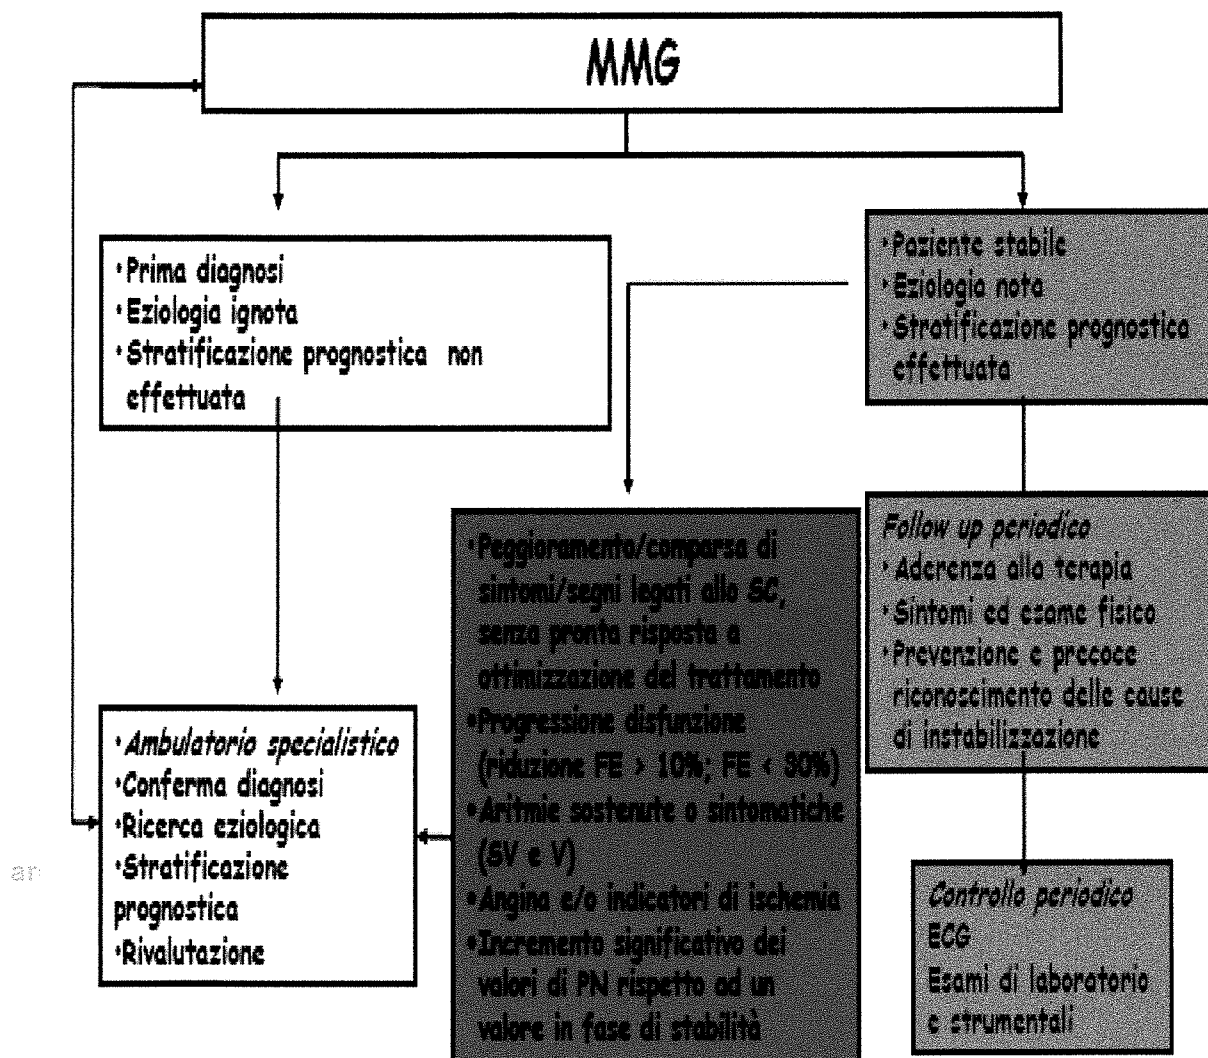 MMG
·Prima diagnosi
·Eziologia ignota
·Stratificazione prognostica non
effettuata
·Paziente stabile
·Eziologia nota
·Stratificazione prognostica
effettuata
·Peggioramento/comparsa di
sintomi/segni legati allo SC,
senza pronta risposta a
ottimizzazione del trattamento
•Progressione disfunzione
(riduzione FE > 10%; FE < 30%)
•Aritmie sostenute o sintomatiche
(SV e V)
•Angina e/o indicatori di ischemia
•Incremento significativo dei
valori di PN rispetto ad un
valore in fase di stabilità
Follow up periodico
·Aderenza alla terapia
·Sintomi ed esame fisico
·Prevenzione e precoce
riconoscimento delle cause
di instabilizzazione
·Ambulatorio specialistico
·Conferma diagnosi
·Ricerca eziologica
·Stratificazione
prognostica
·Rivalutazione
Controllo periodico
ECG
Esami di laboratorio
e strumentali